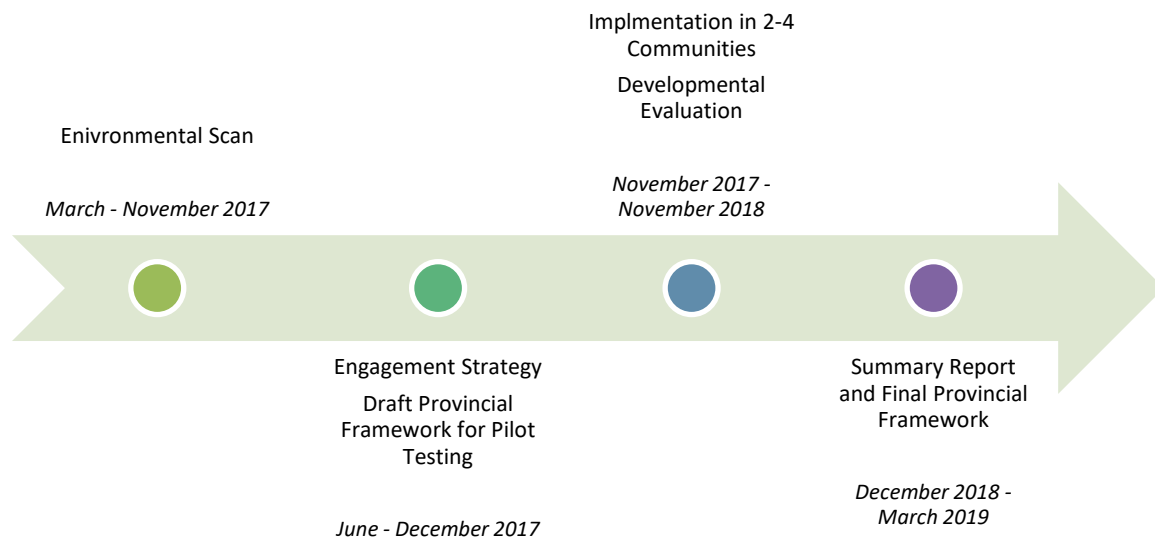 Enivronmental Scan
March - November 2017
Engagement Strategy
Draft Provincial
Framework for Pilot
Testing
June - December 2017
Implmentation in 2-4
Communities
Developmental
Evaluation
November 2017 -
November 2018
Summary Report
and Final Provincial
Framework
December 2018 -
March 2019